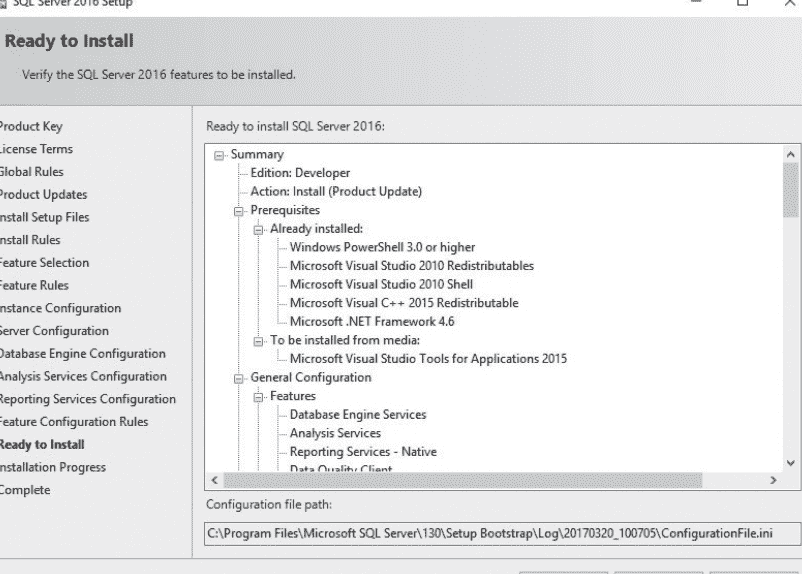 SQL Server 2016 Setup
Ready to Install
Verify the SQL Server 2016 features to be installed.
Product Key
License Terms
Global Rules
Product Updates
Install Setup Files
Install Rules
Feature Selection
Feature Rules
Instance Configuration
Server Configuration
Database Engine Configuration
Analysis Services Configuration
Reporting Services Configuration
Feature Configuration Rules
Ready to Install
Installation Progress
Complete
Ready to install SQL Server 2016:
Summary
Edition: Developer
Action: Install (Product Update)
Prerequisites
Already installed:
Windows PowerShell 3.0 or higher
Microsoft Visual Studio 2010 Redistributables
Microsoft Visual Studio 2010 Shell
Microsoft Visual C++ 2015 Redistributable
Microsoft .NET Framework 4.6
To be installed from media:
Microsoft Visual Studio Tools for Applications 2015
General Configuration
Features
Database Engine Services
Analysis Services
Reporting Services - Native
Data Quality Client
Configuration file path:
C:\Program Files\Microsoft SQL Server\130\Setup Bootstrap\Log\20170320_100705\ConfigurationFile.ini